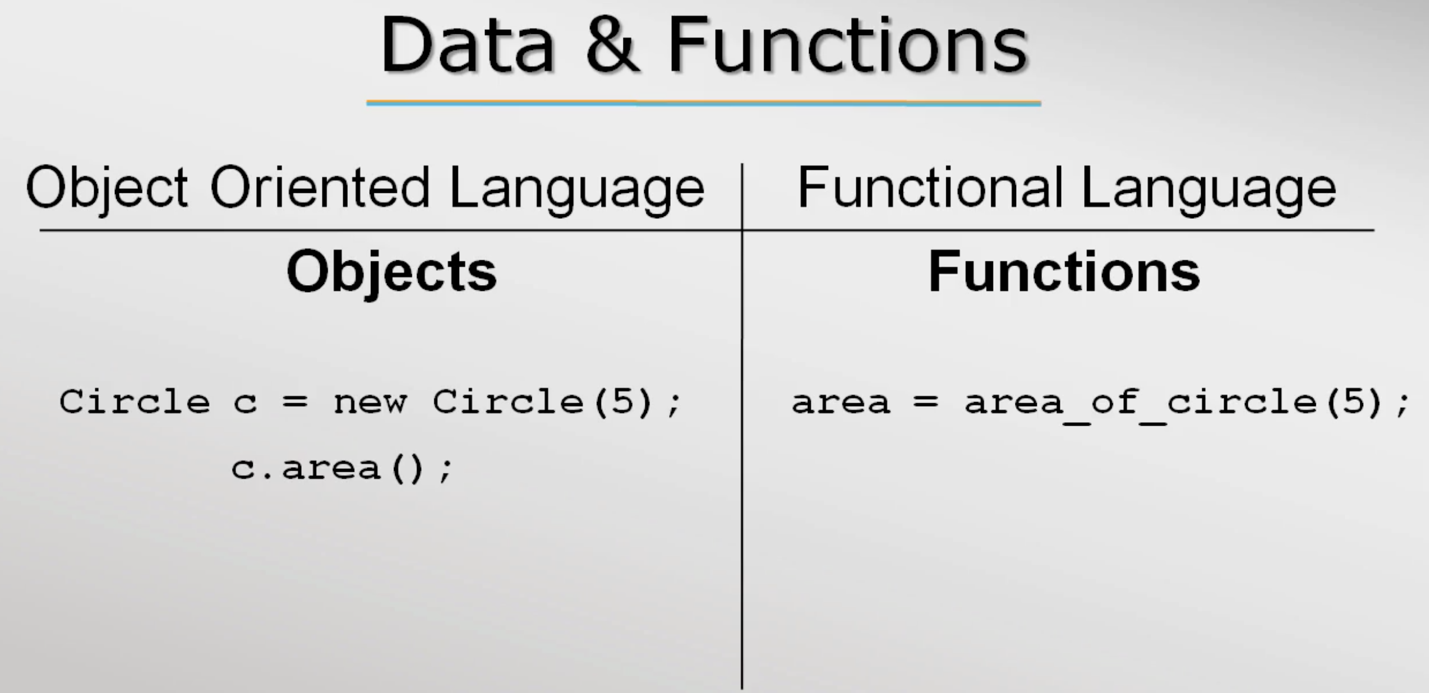 Data & Functions
Object Oriented Language
Functional Language
Objects
Functions
Circle c = new Circle(5);
area = area_of_circle(5);
c.area();